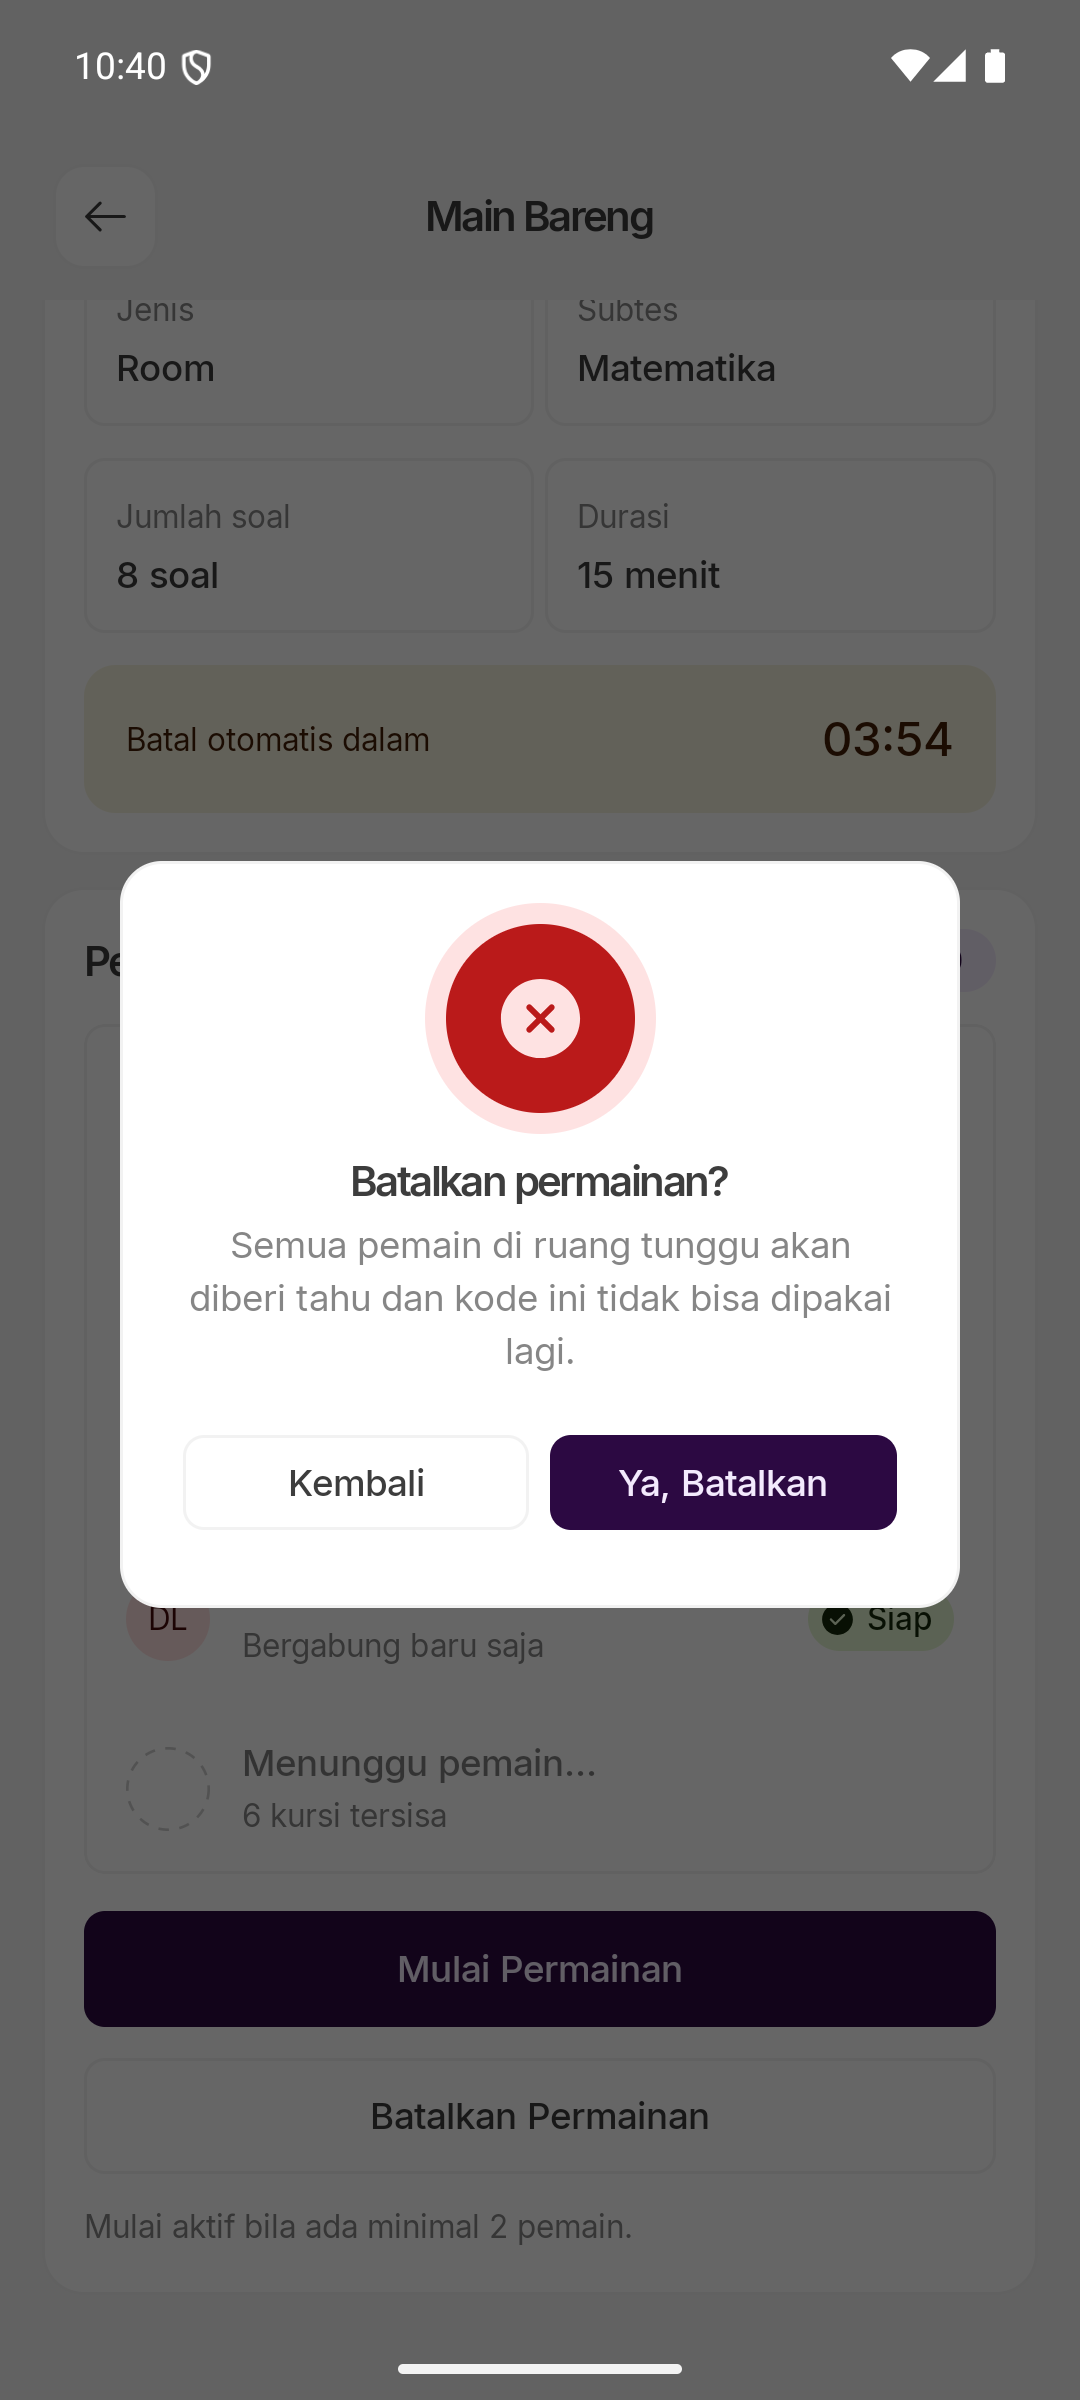 10:40
Main Bareng
Jenis
Subtes
Room
Matematika
Jumlah soal
Durasi
8 soal
15 menit
Batal otomatis dalam
03:54
Batalkan permainan?
Semua pemain di ruang tunggu akan
diberi tahu dan kode ini tidak bisa dipakai
lagi.
Kembali
Ya, Batalkan
DL
Siap
Bergabung baru saja
Menunggu pemain...
6 kursi tersisa
Mulai Permainan
Batalkan Permainan
Mulai aktif bila ada minimal 2 pemain.